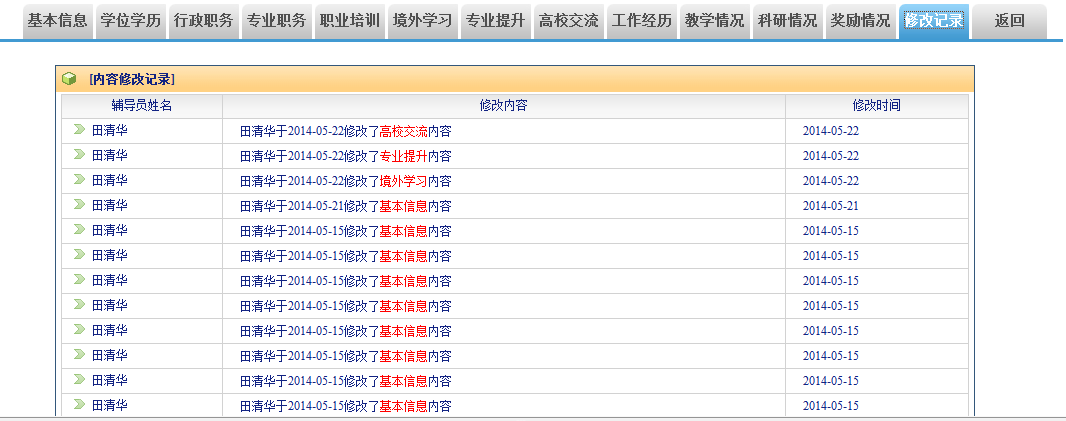 基本信息 学位学历 行政职务 专业职务 职业培训 境外学习 专业提升 高校交流 工作经历 教学情况 科研情况 奖励情况 修改记录 返回
[内容修改记录]
辅导员姓名 修改内容 修改时间
田清华 田清华于2014-05-22修改了高校交流内容 2014-05-22
田清华 田清华于2014-05-22修改了专业提升内容 2014-05-22
田清华 田清华于2014-05-22修改了境外学习内容 2014-05-22
田清华 田清华于2014-05-21修改了基本信息内容 2014-05-21
田清华 田清华于2014-05-15修改了基本信息内容 2014-05-15
田清华 田清华于2014-05-15修改了基本信息内容 2014-05-15
田清华 田清华于2014-05-15修改了基本信息内容 2014-05-15
田清华 田清华于2014-05-15修改了基本信息内容 2014-05-15
田清华 田清华于2014-05-15修改了基本信息内容 2014-05-15
田清华 田清华于2014-05-15修改了基本信息内容 2014-05-15
田清华 田清华于2014-05-15修改了基本信息内容 2014-05-15
田清华 田清华于2014-05-15修改了基本信息内容 2014-05-15